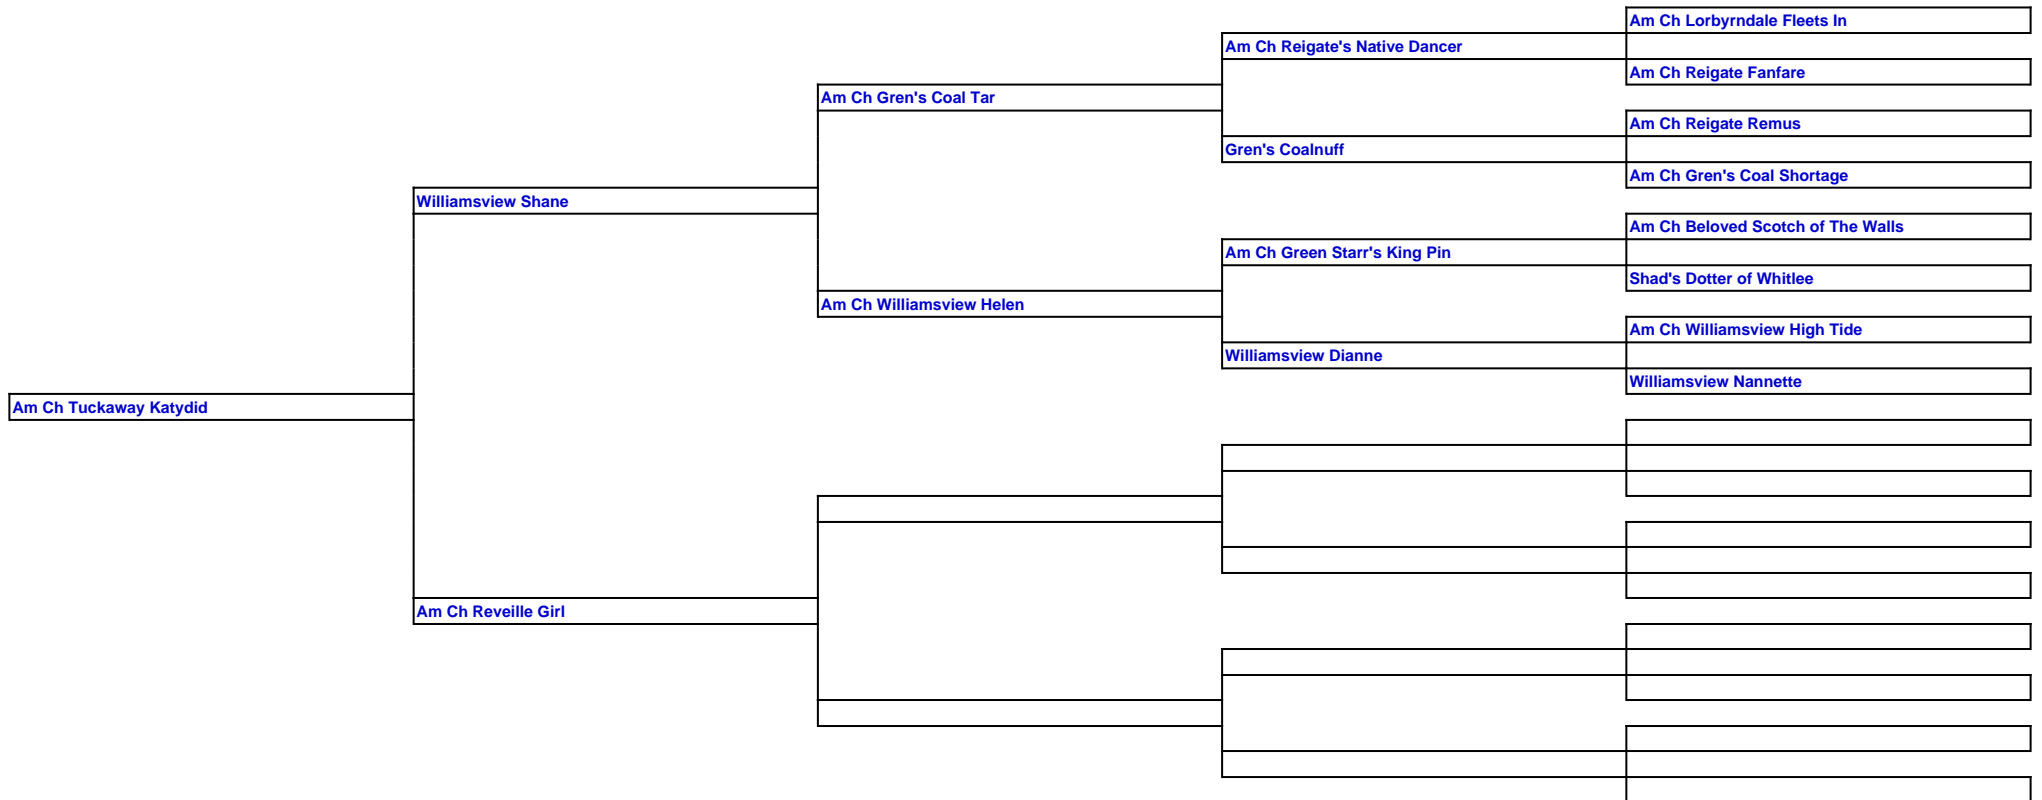 Am Ch Lorbyrndale Fleets In
Am Ch Reigate's Native Dancer
Am Ch Reigate Fanfare
Am Ch Gren's Coal Tar
Am Ch Reigate Remus
Gren's Coalnuff
Am Ch Gren's Coal Shortage
Williamsview Shane
Am Ch Beloved Scotch of The Walls
Am Ch Green Starr's King Pin
Shad's Dotter of Whitlee
Am Ch Williamsview Helen
Am Ch Williamsview High Tide
Williamsview Dianne
Williamsview Nannette
Am Ch Tuckaway Katydid
Am Ch Reveille Girl